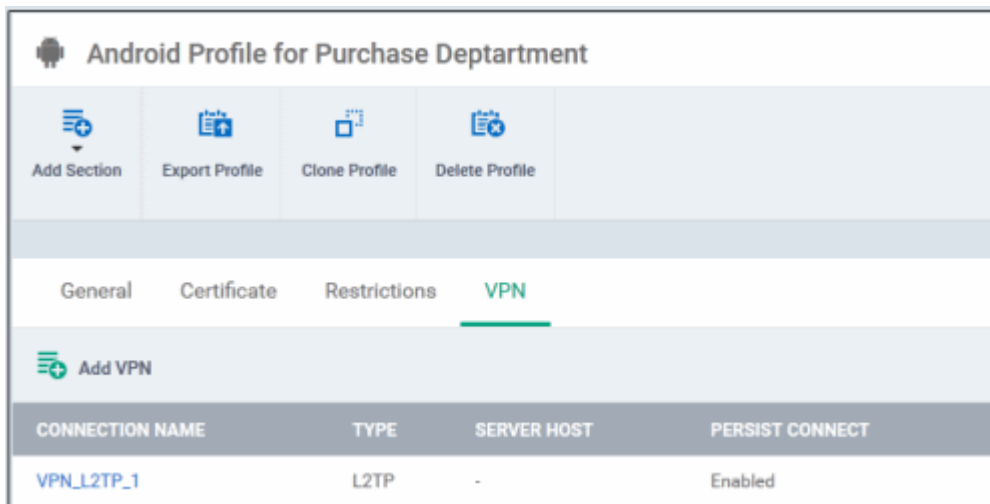 Android Profile for Purchase Deptartment
Add Section Export Profile Clone Profile Delete Profile
General Certificate Restrictions VPN
Add VPN
CONNECTION NAME TYPE SERVER HOST PERSIST CONNECT
VPN_L2TP_1 L2TP - Enabled